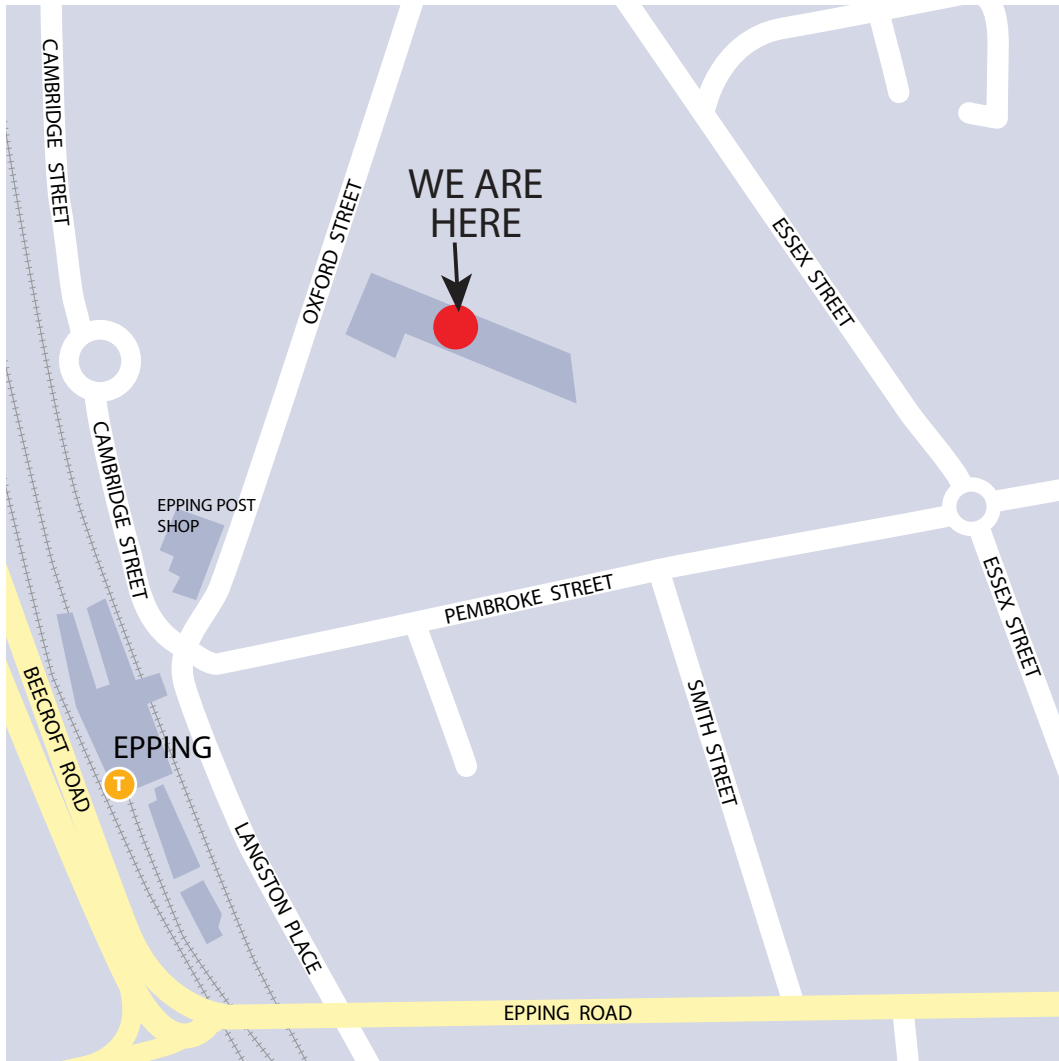 CAMBRIDGE STREET
OXFORD STREET
WE ARE
HERE
ESSEX STREET
CAMBRIDGE STREET
EPPING POST
SHOP
PEMBROKE STREET
ESSEX STREET
BEECROFT ROAD
EPPING
T
SMITH STREET
LANGSTON PLACE
EPPING ROAD